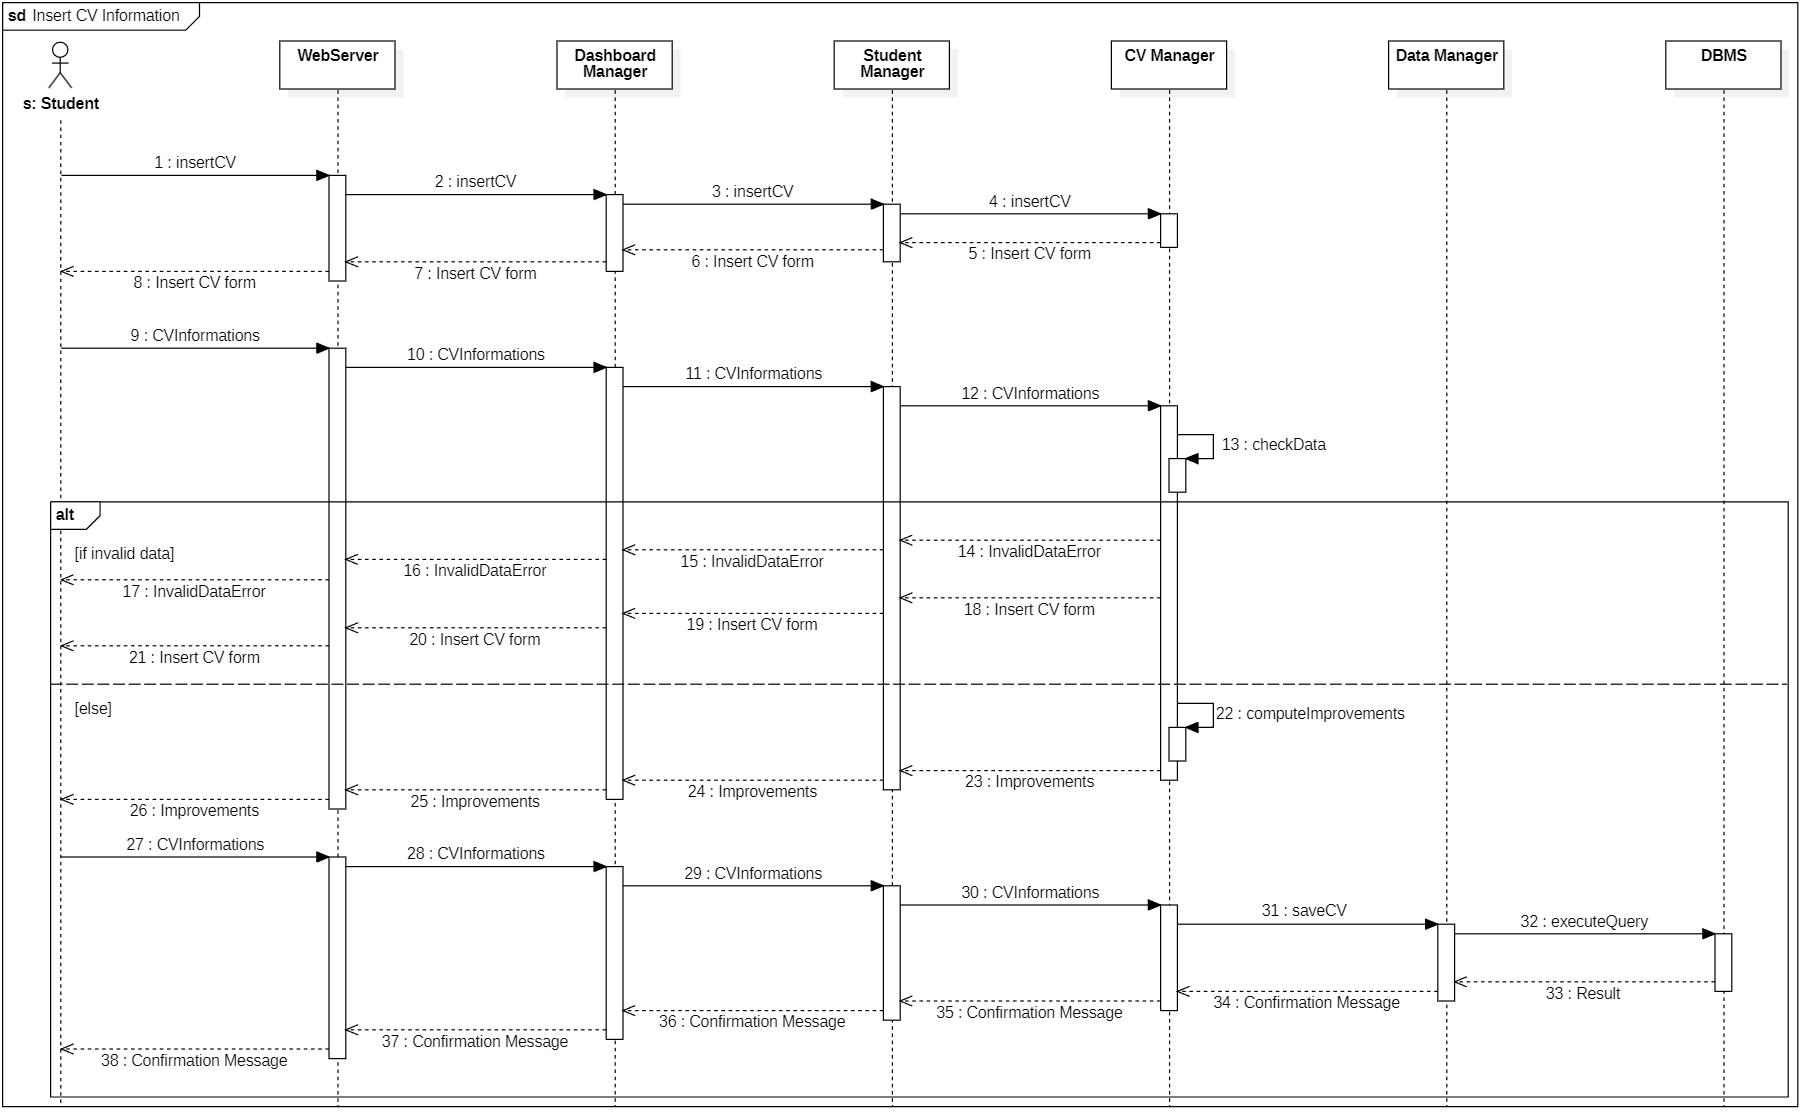 sd Insert CV Information
s: Student
WebServer
Dashboard
Manager
Student
Manager
CV Manager
Data Manager
DBMS
1 : insertCV
2 : insertCV
3 : insertCV
4 : insertCV
5 : Insert CV form
6 : Insert CV form
7 : Insert CV form
8 : Insert CV form
9 : CVInformations
10 : CVInformations
11 : CVInformations
12 : CVInformations
13 : checkData
alt
[if invalid data]
14 : InvalidDataError
15 : InvalidDataError
16 : InvalidDataError
17 : InvalidDataError
18 : Insert CV form
19 : Insert CV form
20 : Insert CV form
21 : Insert CV form
[else]
22 : computeImprovements
23 : Improvements
24 : Improvements
25 : Improvements
26 : Improvements
27 : CVInformations
28 : CVInformations
29 : CVInformations
30 : CVInformations
31 : saveCV
32 : executeQuery
33 : Result
34 : Confirmation Message
35 : Confirmation Message
36 : Confirmation Message
37 : Confirmation Message
38 : Confirmation Message